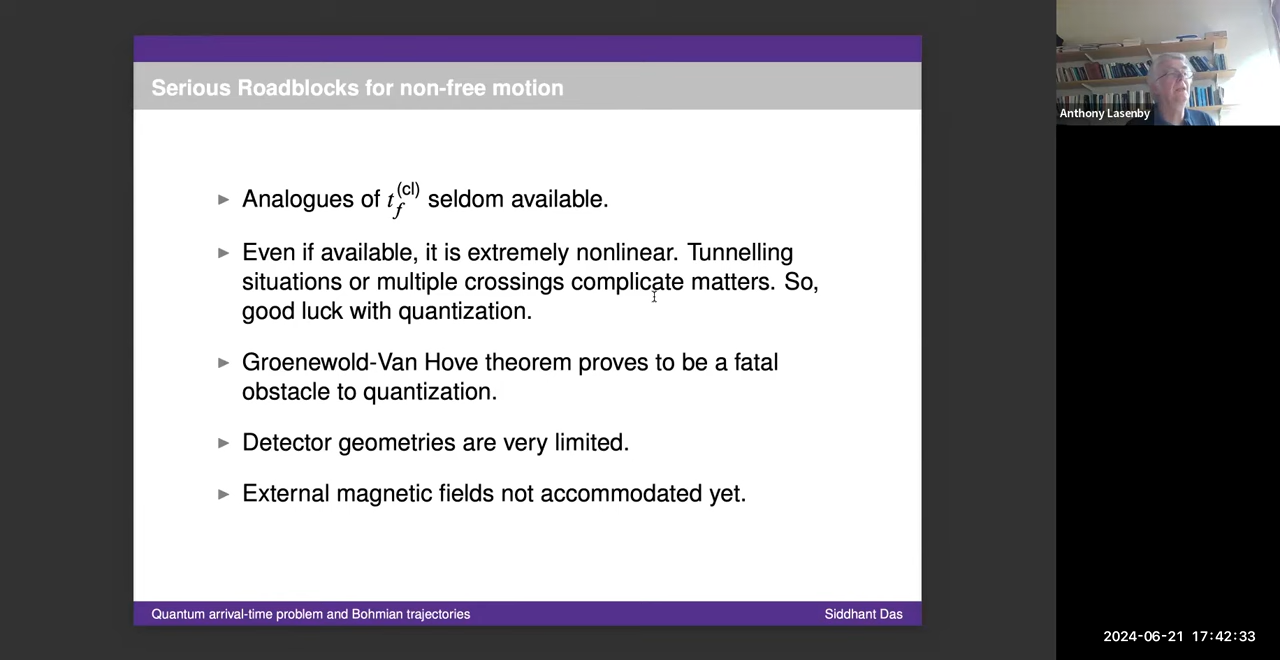 Serious Roadblocks for non-free motion
Analogues of t_f^(cl) seldom available.
Even if available, it is extremely nonlinear. Tunnelling
situations or multiple crossings complicate matters. So,
good luck with quantization.
Groenewold-Van Hove theorem proves to be a fatal
obstacle to quantization.
Detector geometries are very limited.
External magnetic fields not accommodated yet.
Quantum arrival-time problem and Bohmian trajectories
Siddhant Das
Anthony Lasenby
2024-06-21 17:42:33